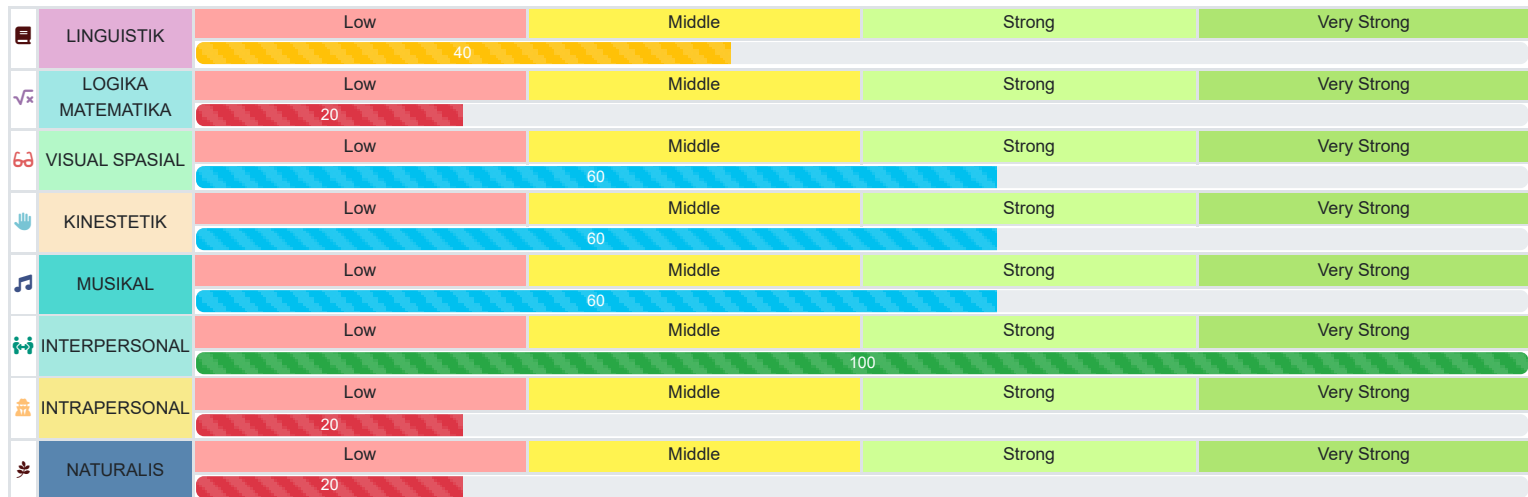 LINGUISTIK
Low Middle Strong Very Strong
40
LOGIKA MATEMATIKA
Low Middle Strong Very Strong
20
VISUAL SPASIAL
Low Middle Strong Very Strong
60
KINESTETIK
Low Middle Strong Very Strong
60
MUSIKAL
Low Middle Strong Very Strong
60
INTERPERSONAL
Low Middle Strong Very Strong
100
INTRAPERSONAL
Low Middle Strong Very Strong
20
NATURALIS
Low Middle Strong Very Strong
20